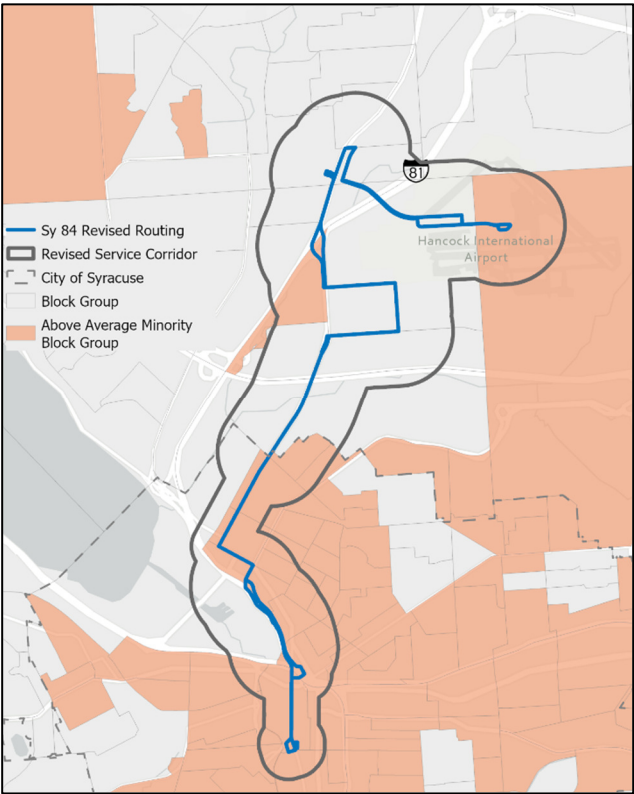 81
Hancock International
Airport
Sy 84 Revised Routing
Revised Service Corridor
City of Syracuse
Block Group
Above Average Minority
Block Group